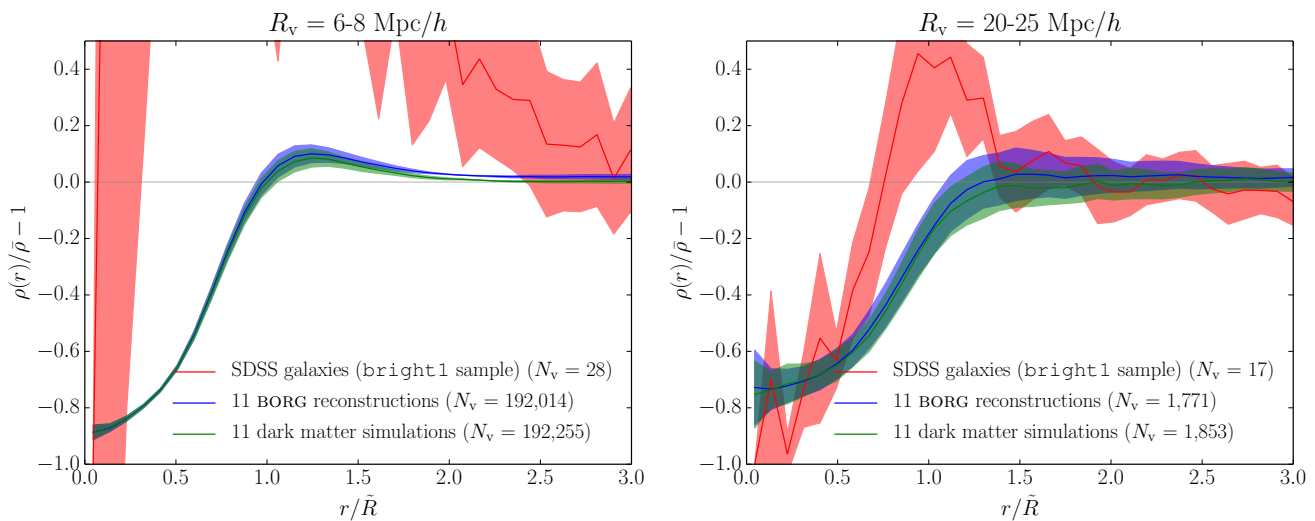 R_v = 6-8 Mpc/h
ρ(r)/ρ̄ − 1
0.4
0.2
0.0
−0.2
−0.4
−0.6
−0.8
−1.0
SDSS galaxies (bright1 sample) (N_v = 28)
11 BORG reconstructions (N_v = 192,014)
11 dark matter simulations (N_v = 192,255)
0.0 0.5 1.0 1.5 2.0 2.5 3.0
r/R̃
R_v = 20-25 Mpc/h
ρ(r)/ρ̄ − 1
0.4
0.2
0.0
−0.2
−0.4
−0.6
−0.8
−1.0
SDSS galaxies (bright1 sample) (N_v = 17)
11 BORG reconstructions (N_v = 1,771)
11 dark matter simulations (N_v = 1,853)
0.0 0.5 1.0 1.5 2.0 2.5 3.0
r/R̃